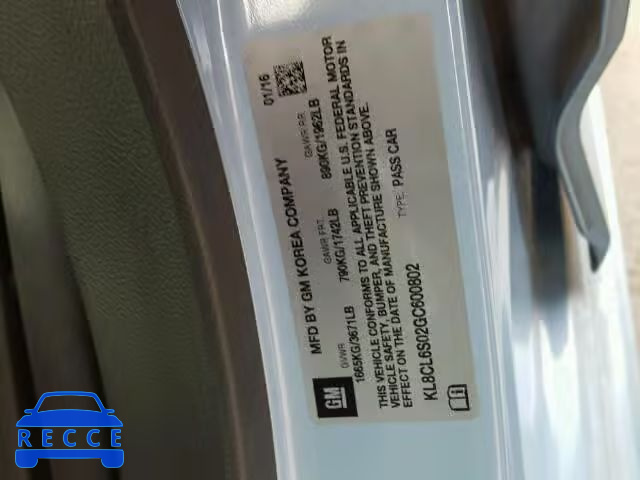 MFD BY GM KOREA COMPANY
01/16
GM
GVWR
GAWR FRT
GAWR RR
1665KG/3671LB
790KG/1742LB
890KG/1962LB
THIS VEHICLE CONFORMS TO ALL APPLICABLE U.S. FEDERAL MOTOR
VEHICLE SAFETY, BUMPER, AND THEFT PREVENTION STANDARDS IN
EFFECT ON THE DATE OF MANUFACTURE SHOWN ABOVE.
KL8CL6S02GC600802
TYPE: PASS CAR
RECCE